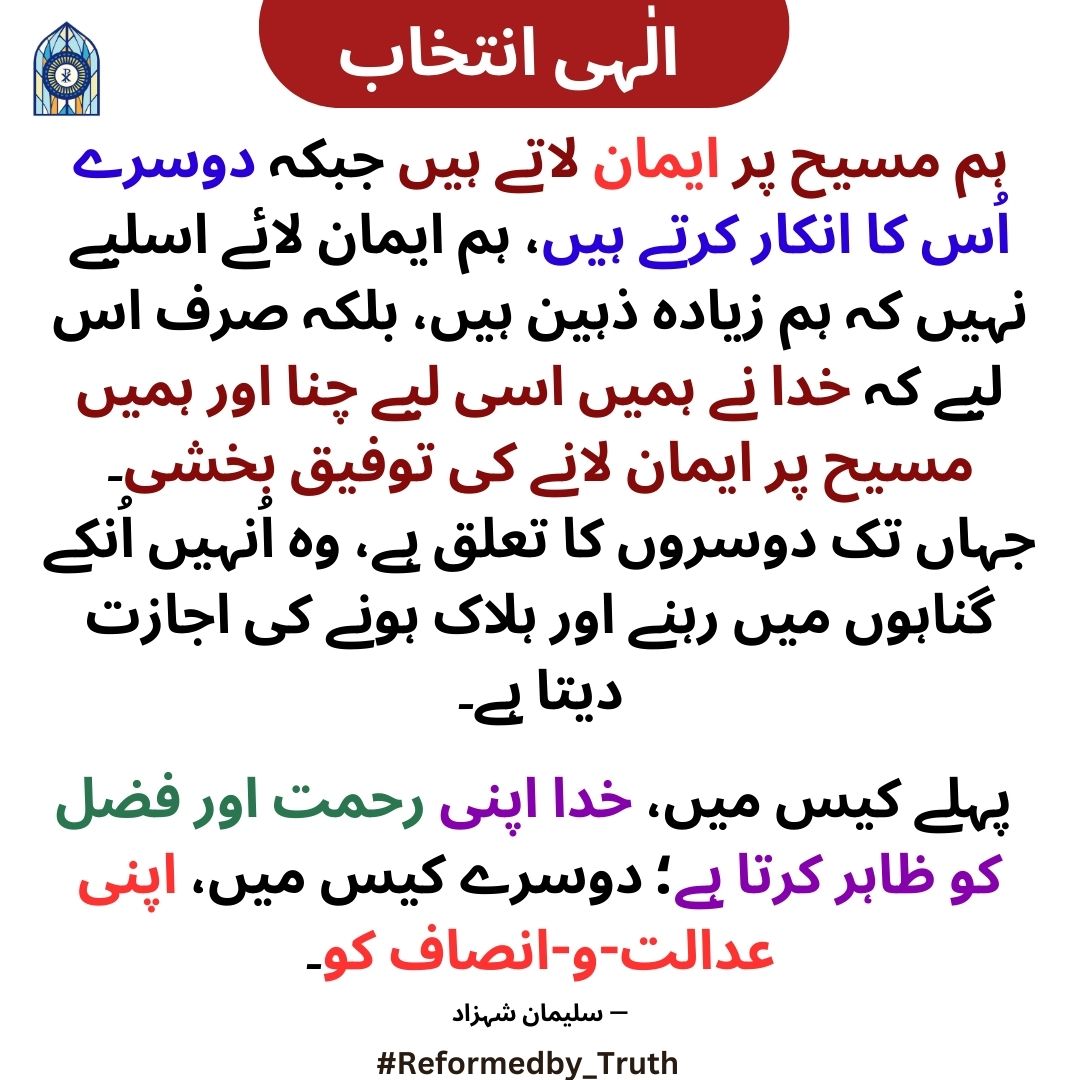 الٰہی انتخاب
ہم مسیح پر ایمان لاتے ہیں جبکہ دوسرے
اُس کا انکار کرتے ہیں، ہم ایمان لائے اسلیے
نہیں کہ ہم زیادہ ذہین ہیں، بلکہ صرف اس
لیے کہ خدا نے ہمیں اسی لیے چنا اور ہمیں
مسیح پر ایمان لانے کی توفیق بخشی۔
جہاں تک دوسروں کا تعلق ہے، وہ اُنہیں اُنکے
گناہوں میں رہنے اور ہلاک ہونے کی اجازت
دیتا ہے۔
پہلے کیس میں، خدا اپنی رحمت اور فضل
کو ظاہر کرتا ہے؛ دوسرے کیس میں، اپنی
عدالت-و-انصاف کو۔
– سلیمان شہزاد
#Reformedby_Truth